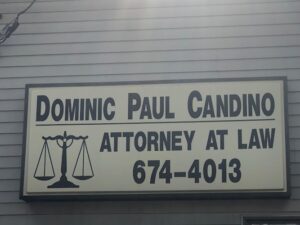 DOMINIC PAUL CANDINO
ATTORNEY AT LAW
674-4013